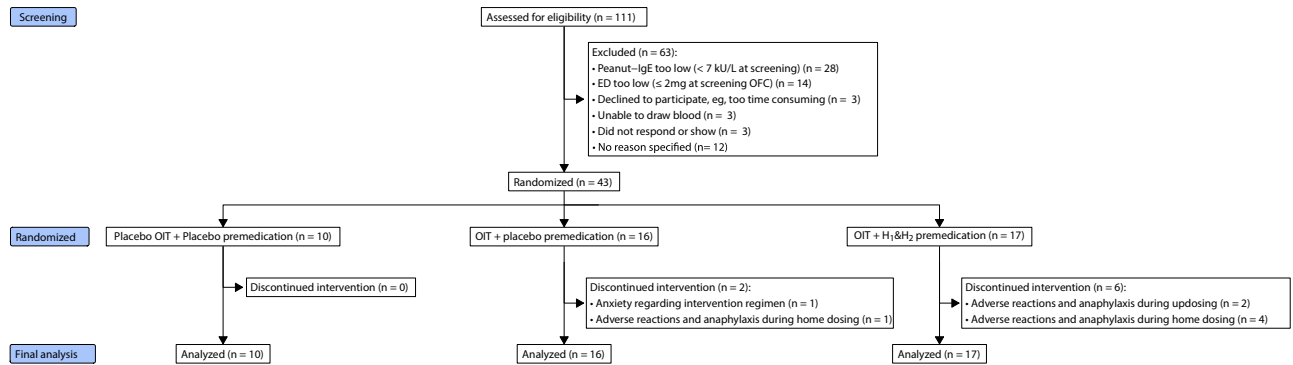 Screening
Assessed for eligibility (n = 111)
Excluded (n = 63):
• Peanut−IgE too low (< 7 kU/L at screening) (n = 28)
• ED too low (≤ 2mg at screening OFC) (n = 14)
• Declined to participate, eg, too time consuming (n = 3)
• Unable to draw blood (n = 3)
• Did not respond or show (n = 3)
• No reason specified (n= 12)
Randomized (n = 43)
Randomized
Placebo OIT + Placebo premedication (n = 10)
OIT + placebo premedication (n = 16)
OIT + H₁&H₂ premedication (n = 17)
Discontinued intervention (n = 0)
Discontinued intervention (n = 2):
• Anxiety regarding intervention regimen (n = 1)
• Adverse reactions and anaphylaxis during home dosing (n = 1)
Discontinued intervention (n = 6):
• Adverse reactions and anaphylaxis during updosing (n = 2)
• Adverse reactions and anaphylaxis during home dosing (n = 4)
Final analysis
Analyzed (n = 10)
Analyzed (n = 16)
Analyzed (n = 17)